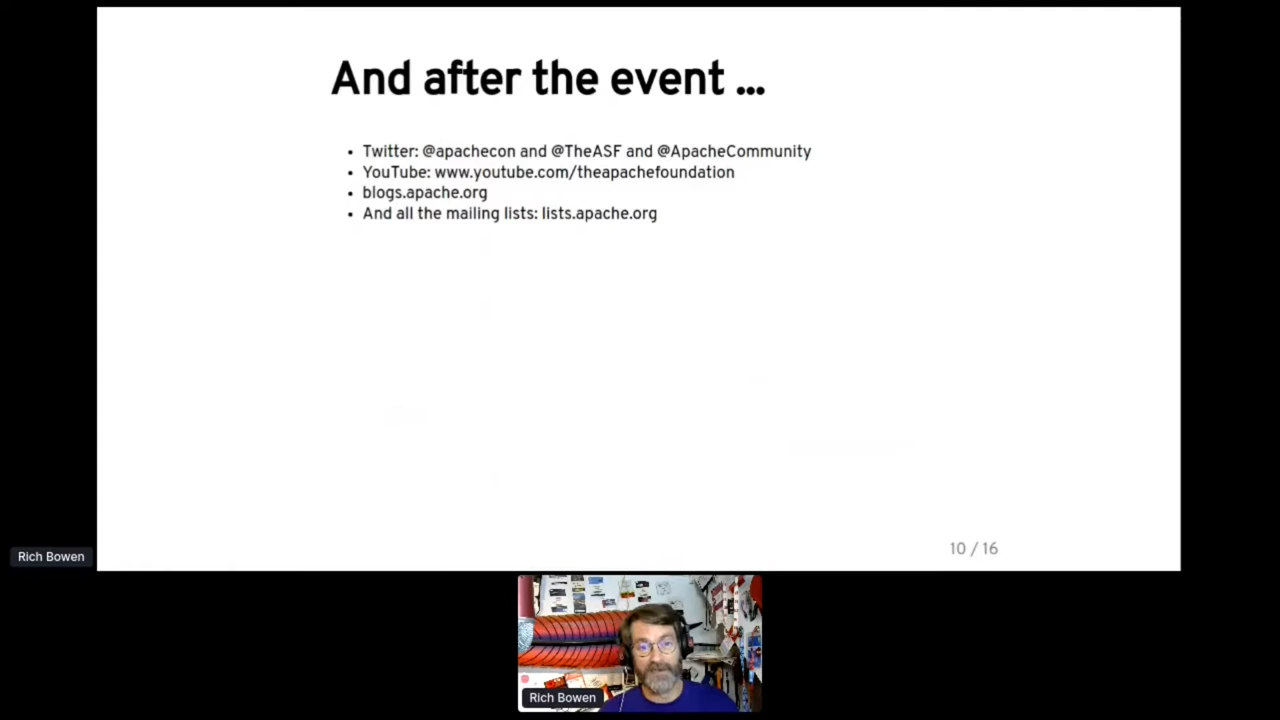 And after the event ...
• Twitter: @apachecon and @TheASF and @ApacheCommunity
• YouTube: www.youtube.com/theapachefoundation
• blogs.apache.org
• And all the mailing lists: lists.apache.org
10 / 16
Rich Bowen
Rich Bowen